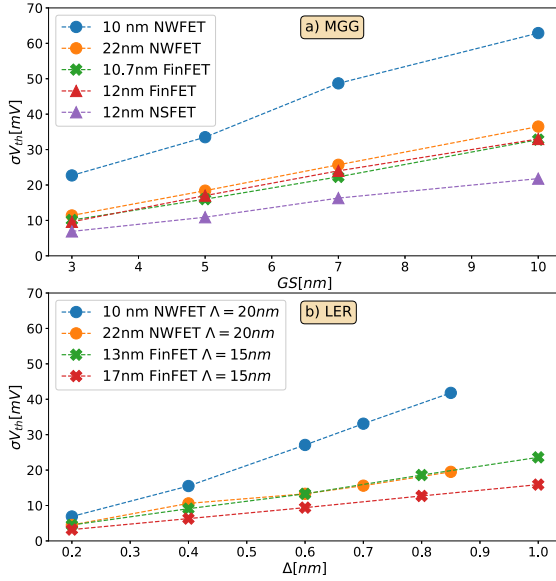 a) MGG
10 nm NWFET
22nm NWFET
10.7nm FinFET
12nm FinFET
12nm NSFET
σV_th[mV]
70
60
50
40
30
20
10
0
3 4 5 6 7 8 9 10
GS[nm]
b) LER
10 nm NWFET Λ = 20nm
22nm NWFET Λ = 20nm
13nm FinFET Λ = 15nm
17nm FinFET Λ = 15nm
σV_th[mV]
70
60
50
40
30
20
10
0
0.2 0.3 0.4 0.5 0.6 0.7 0.8 0.9 1.0
Δ[nm]